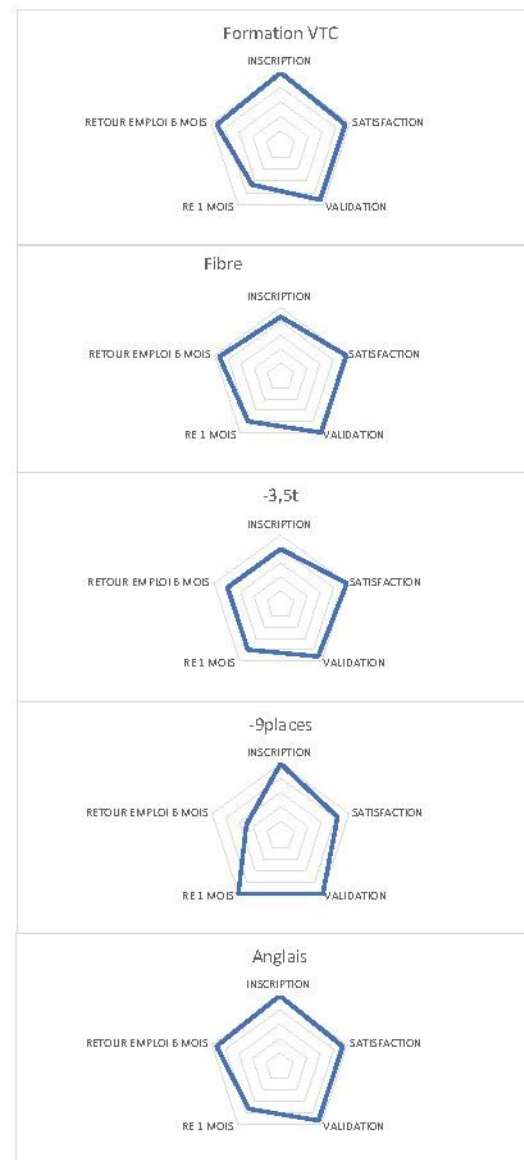 Formation VTC
INSCRIPTION
RETOUR EMPLOI 6 MOIS
SATISFACTION
RE 1 MOIS
VALIDATION
Fibre
INSCRIPTION
RETOUR EMPLOI 6 MOIS
SATISFACTION
RE 1 MOIS
VALIDATION
-3,5t
INSCRIPTION
RETOUR EMPLOI 6 MOIS
SATISFACTION
RE 1 MOIS
VALIDATION
-9places
INSCRIPTION
RETOUR EMPLOI 6 MOIS
SATISFACTION
RE 1 MOIS
VALIDATION
Anglais
INSCRIPTION
RETOUR EMPLOI 6 MOIS
SATISFACTION
RE 1 MOIS
VALIDATION